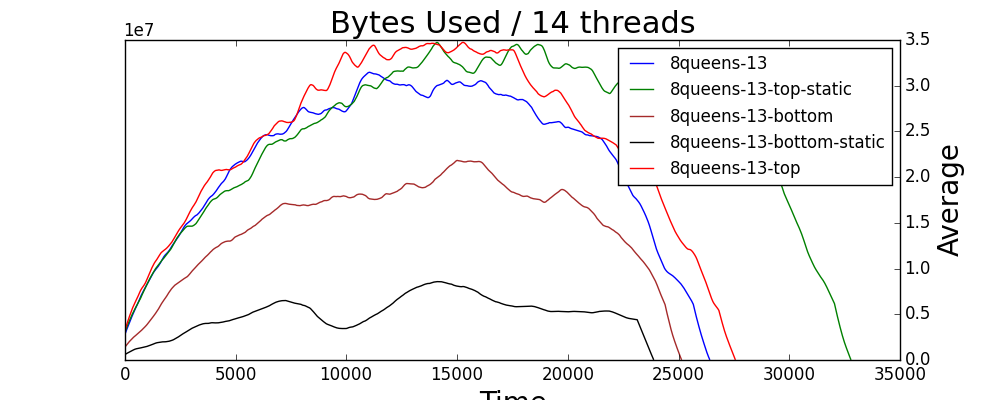 Bytes Used / 14 threads
1e7
3.5
3.0
2.5
2.0
1.5
1.0
0.5
0.0
8queens-13
8queens-13-top-static
8queens-13-bottom
8queens-13-bottom-static
8queens-13-top
Average
0 5000 10000 15000 20000 25000 30000 35000
Time